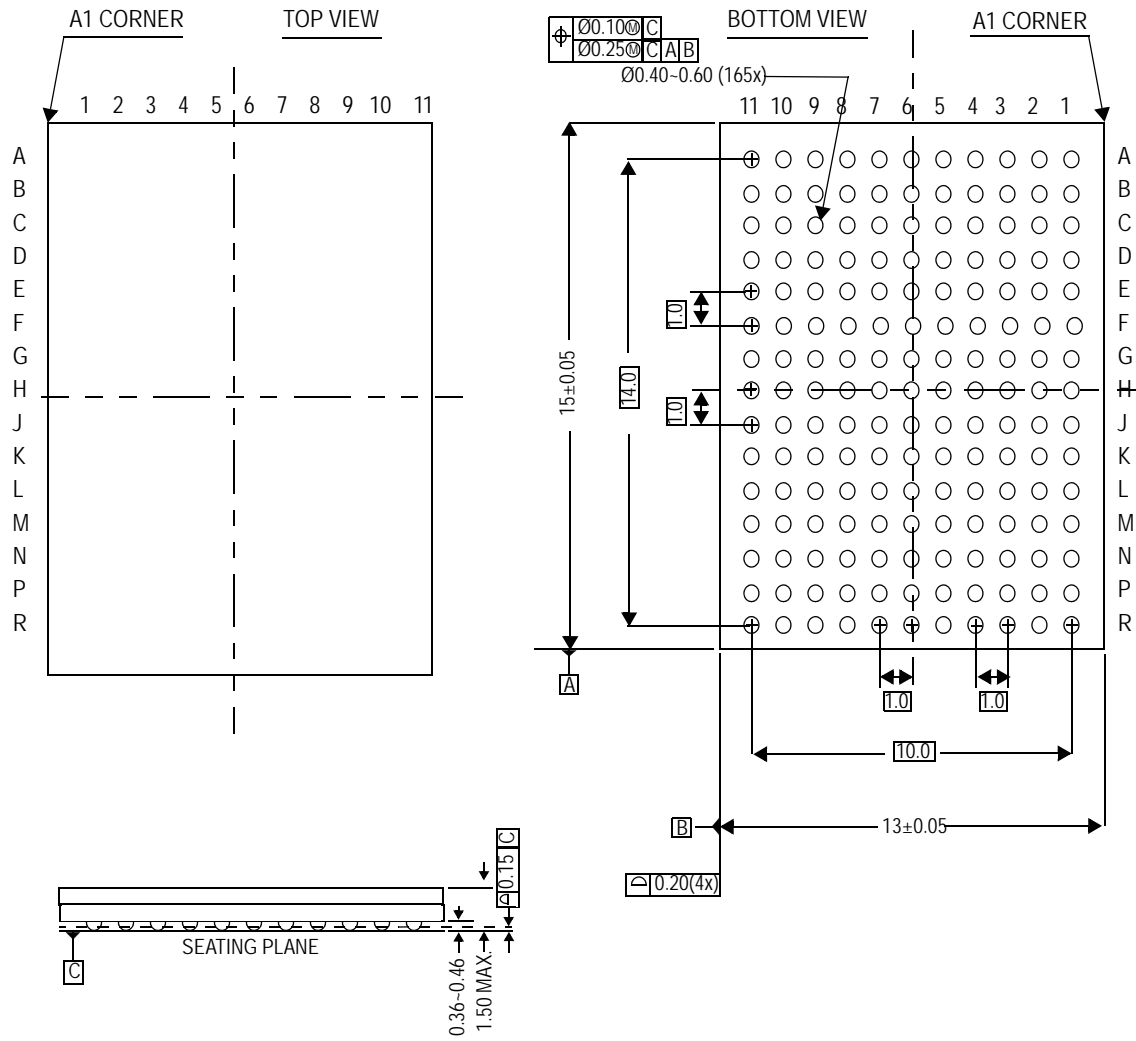 A1 CORNER
TOP VIEW
1 2 3 4 5 6 7 8 9 10 11
A
B
C
D
E
F
G
H
J
K
L
M
N
P
R
Ø0.10Ⓜ C
Ø0.25Ⓜ C A B
BOTTOM VIEW
A1 CORNER
Ø0.40~0.60 (165x)
11 10 9 8 7 6 5 4 3 2 1
A
B
C
D
E
F
G
H
J
K
L
M
N
P
R
15±0.05
14.0
1.0
1.0
A
1.0
1.0
10.0
B
13±0.05
0.20(4x)
0.15 C
SEATING PLANE
C
0.36~0.46
1.50 MAX.